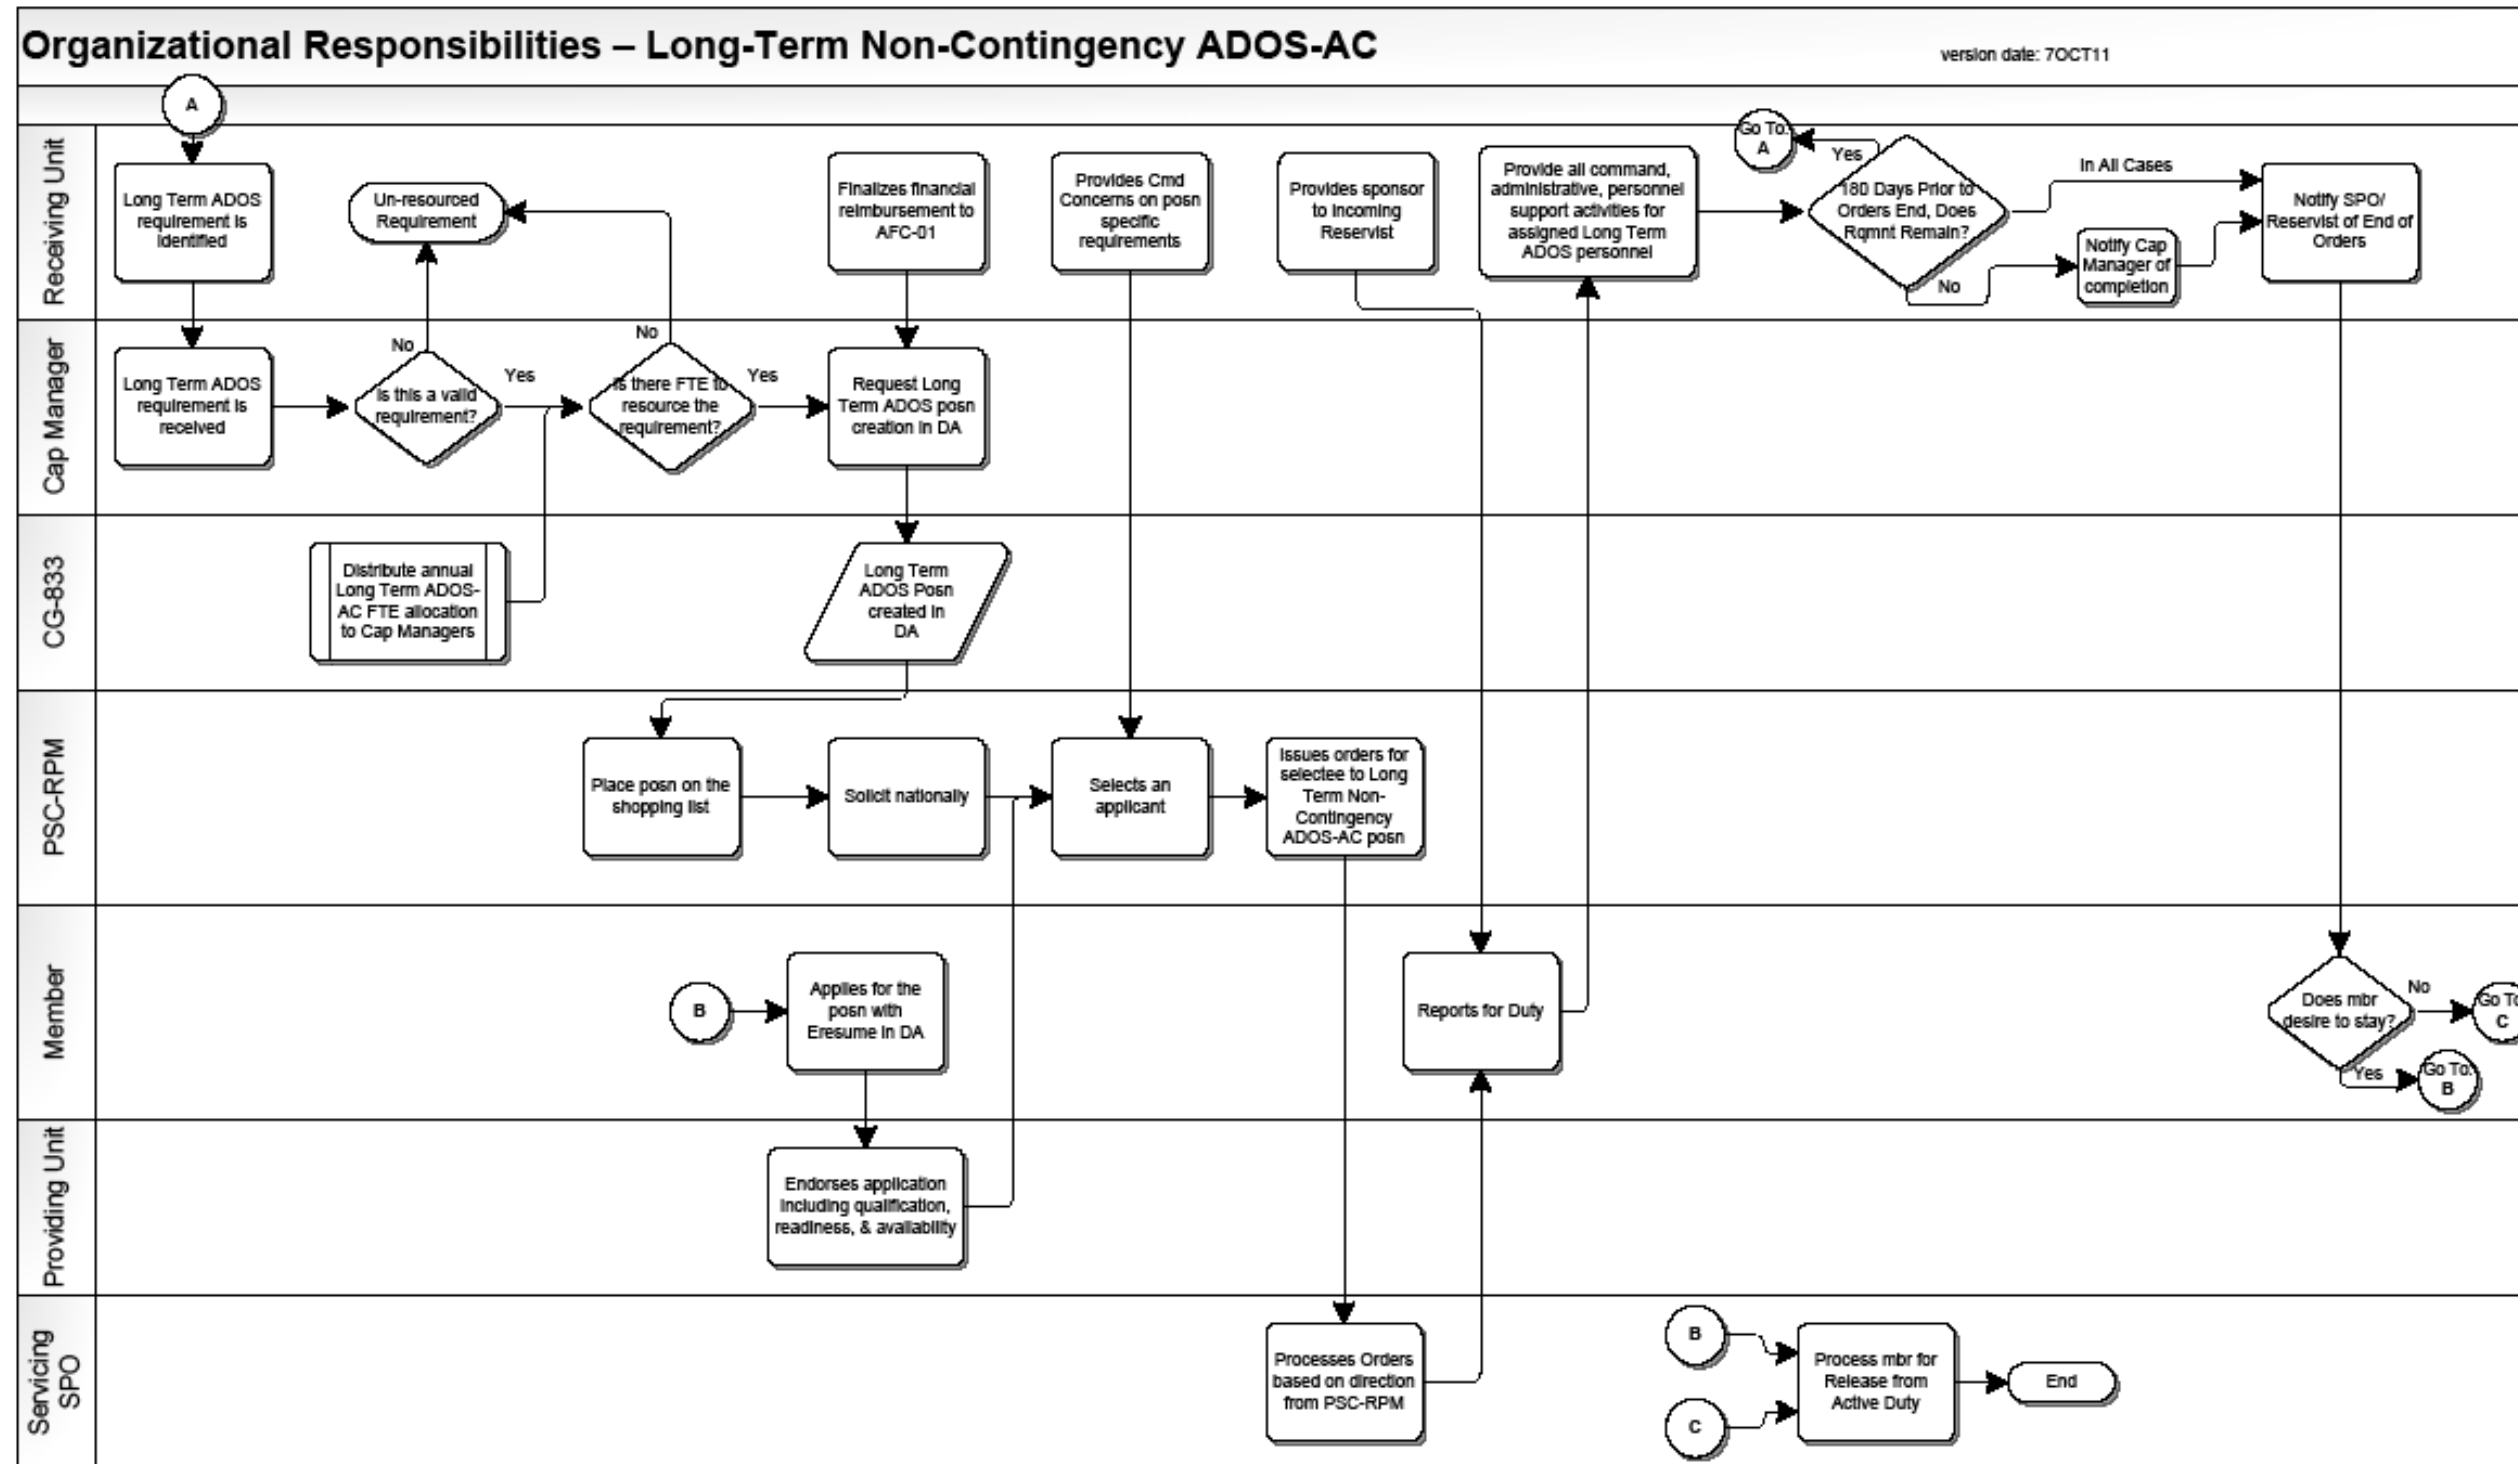 Organizational Responsibilities – Long-Term Non-Contingency ADOS-AC
version date: 7OCT11
A
Receiving Unit
Long Term ADOS
requirement is
identified
Un-resourced
Requirement
Finalizes financial
reimbursement to
AFC-01
Provides Cmd
Concerns on posn
specific
requirements
Provides sponsor
to incoming
Reservist
Provide all command,
administrative, personnel
support activities for
assigned Long Term
ADOS personnel
Go To:
A
Yes
180 Days Prior to
Orders End, Does
Rqmnt Remain?
In All Cases
No
Notify Cap
Manager of
completion
Notify SPO/
Reservist of End of
Orders
Cap Manager
Long Term ADOS
requirement is
received
No
Is this a valid
requirement?
Yes
No
Is there FTE to
resource the
requirement?
Yes
Request Long
Term ADOS posn
creation in DA
CG-833
Distribute annual
Long Term ADOS-
AC FTE allocation
to Cap Managers
Long Term
ADOS Posn
created in
DA
PSC-RPM
Place posn on the
shopping list
Solicit nationally
Selects an
applicant
Issues orders for
selectee to Long
Term Non-
Contingency
ADOS-AC posn
Member
B
Applies for the
posn with
Eresume in DA
Reports for Duty
Does mbr
desire to stay?
No
Go To
C
Yes
Go To:
B
Providing Unit
Endorses application
including qualification,
readiness, & availability
Servicing
SPO
Processes Orders
based on direction
from PSC-RPM
B
C
Process mbr for
Release from
Active Duty
End